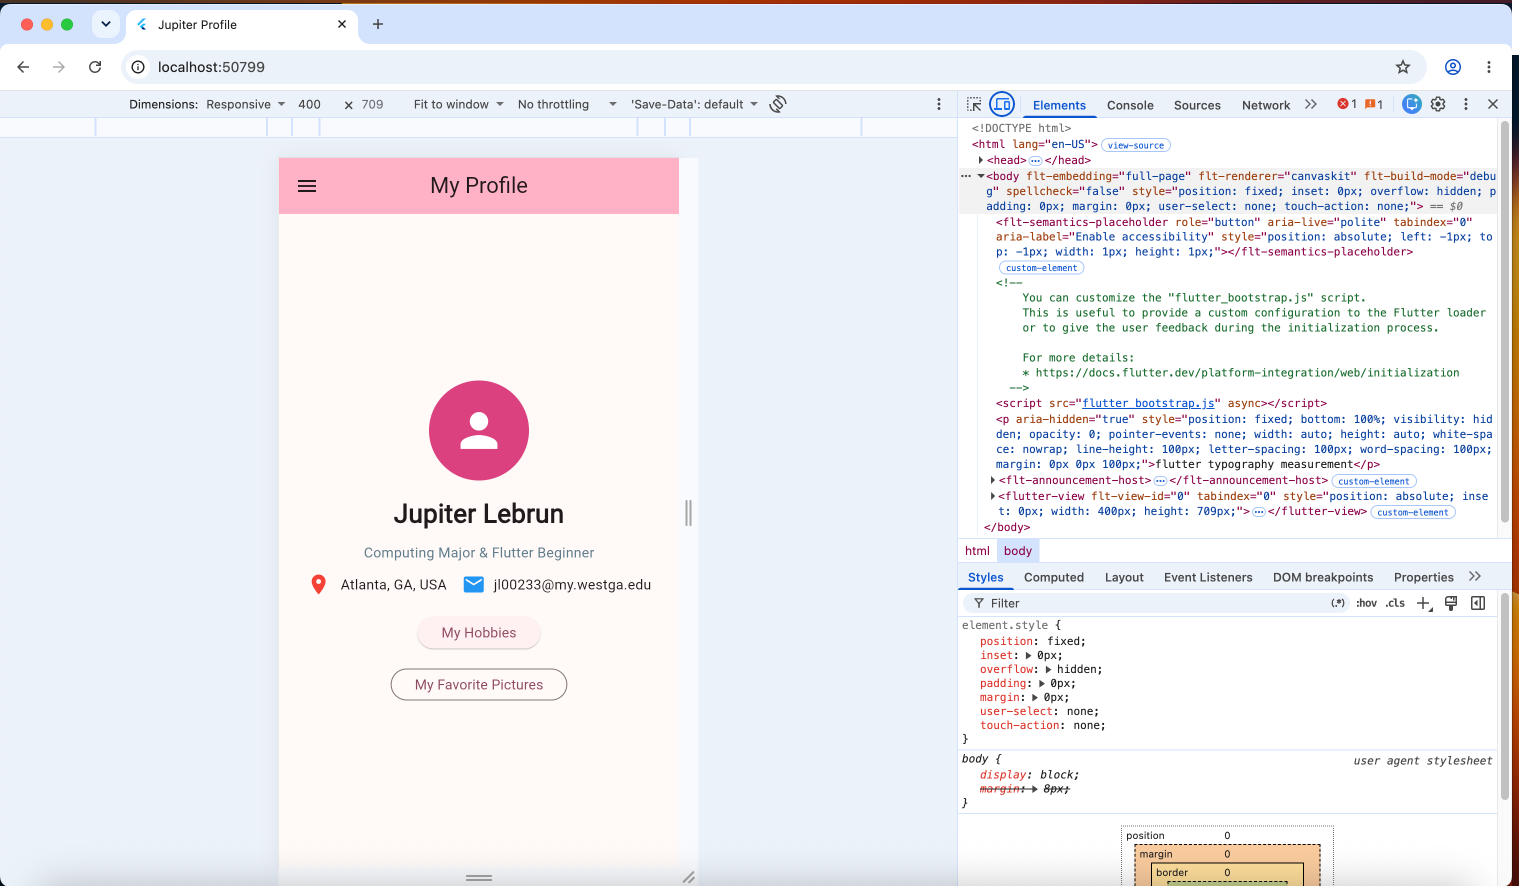 Jupiter Profile
localhost:50799
Dimensions: Responsive 400 × 709 Fit to window No throttling 'Save-Data': default
Elements Console Sources Network 1 1
My Profile
Jupiter Lebrun
Computing Major & Flutter Beginner
Atlanta, GA, USA jl00233@my.westga.edu
My Hobbies
My Favorite Pictures
<!DOCTYPE html>
<html lang="en-US"> view-source
<head> ··· </head>
··· <body flt-embedding="full-page" flt-renderer="canvaskit" flt-build-mode="debu
g" spellcheck="false" style="position: fixed; inset: 0px; overflow: hidden; p
adding: 0px; margin: 0px; user-select: none; touch-action: none;"> == $0
<flt-semantics-placeholder role="button" aria-live="polite" tabindex="0"
aria-label="Enable accessibility" style="position: absolute; left: -1px; to
p: -1px; width: 1px; height: 1px;"></flt-semantics-placeholder>
custom-element
<!--
You can customize the "flutter_bootstrap.js" script.
This is useful to provide a custom configuration to the Flutter loader
or to give the user feedback during the initialization process.
For more details:
* https://docs.flutter.dev/platform-integration/web/initialization
-->
<script src="flutter_bootstrap.js" async></script>
<p aria-hidden="true" style="position: fixed; bottom: 100%; visibility: hid
den; opacity: 0; pointer-events: none; width: auto; height: auto; white-spa
ce: nowrap; line-height: 100px; letter-spacing: 100px; word-spacing: 100px;
margin: 0px 0px 100px;">flutter typography measurement</p>
<flt-announcement-host> ··· </flt-announcement-host> custom-element
<flutter-view flt-view-id="0" tabindex="0" style="position: absolute; inse
t: 0px; width: 400px; height: 709px;"> ··· </flutter-view> custom-element
</body>
html body
Styles Computed Layout Event Listeners DOM breakpoints Properties
Filter (.*) :hov .cls
element.style {
position: fixed;
inset: 0px;
overflow: hidden;
padding: 0px;
margin: 0px;
user-select: none;
touch-action: none;
}
body { user agent stylesheet
display: block;
margin: 8px;
}
position 0
margin 0
border 0